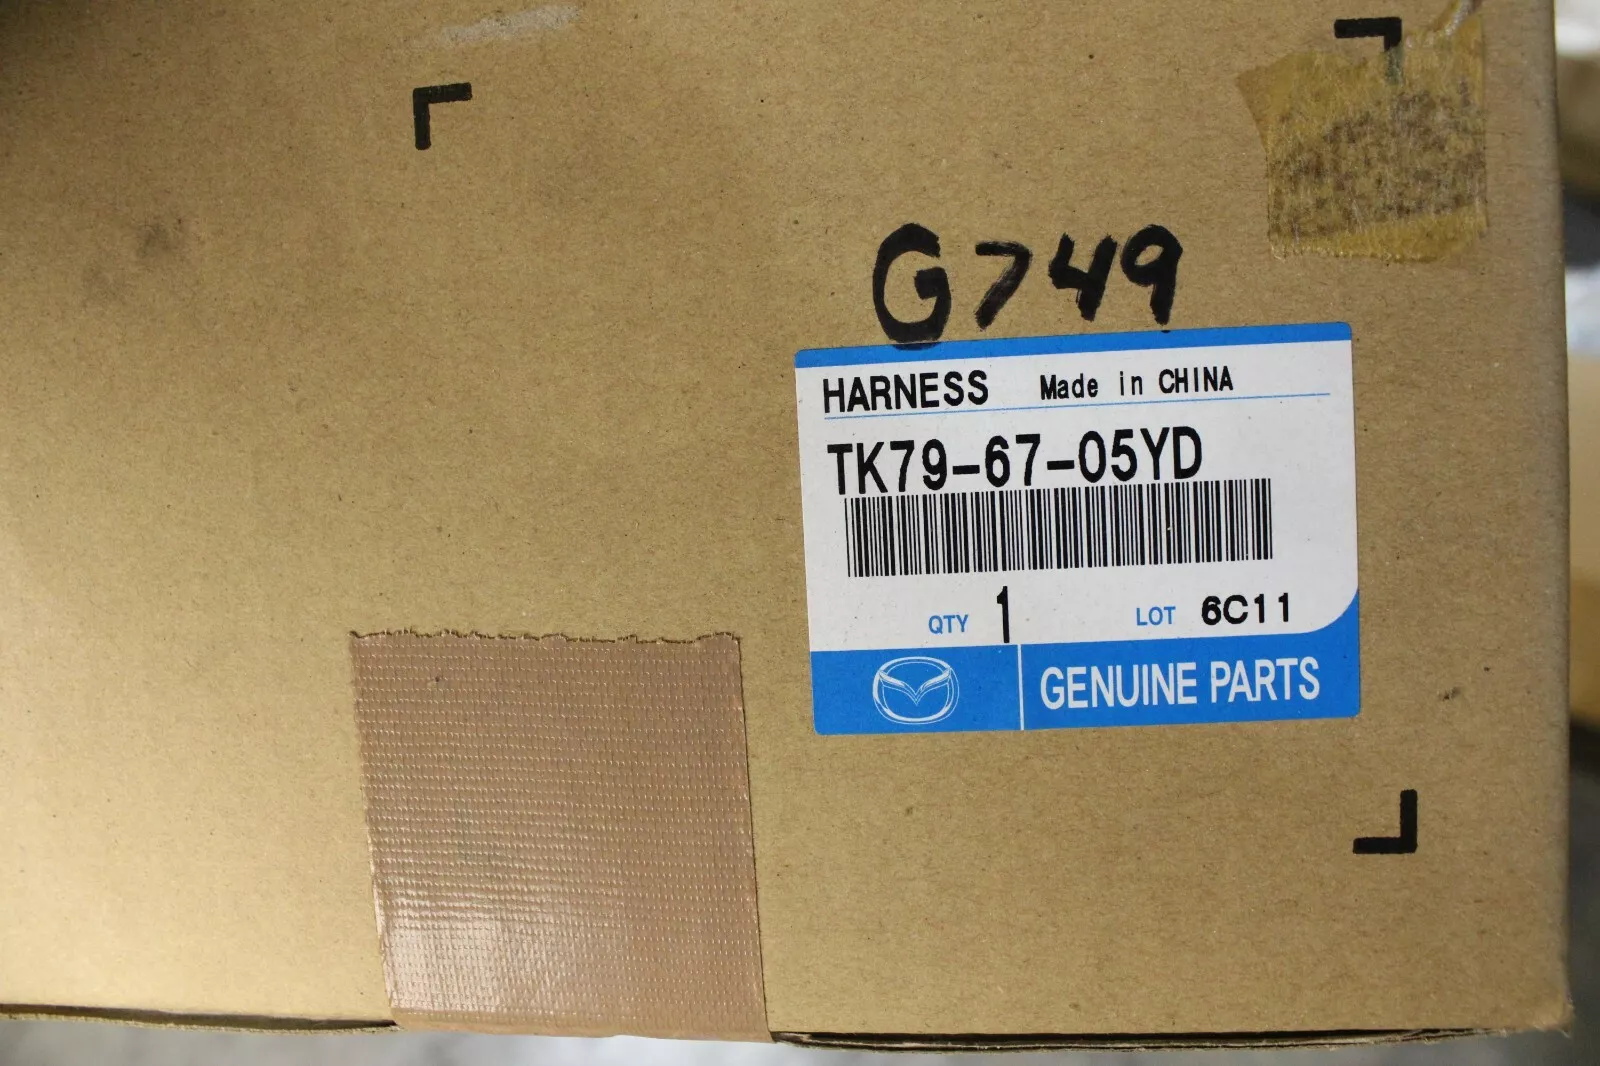 G749
HARNESS Made in CHINA
TK79-67-05YD
QTY 1 LOT 6C11
GENUINE PARTS